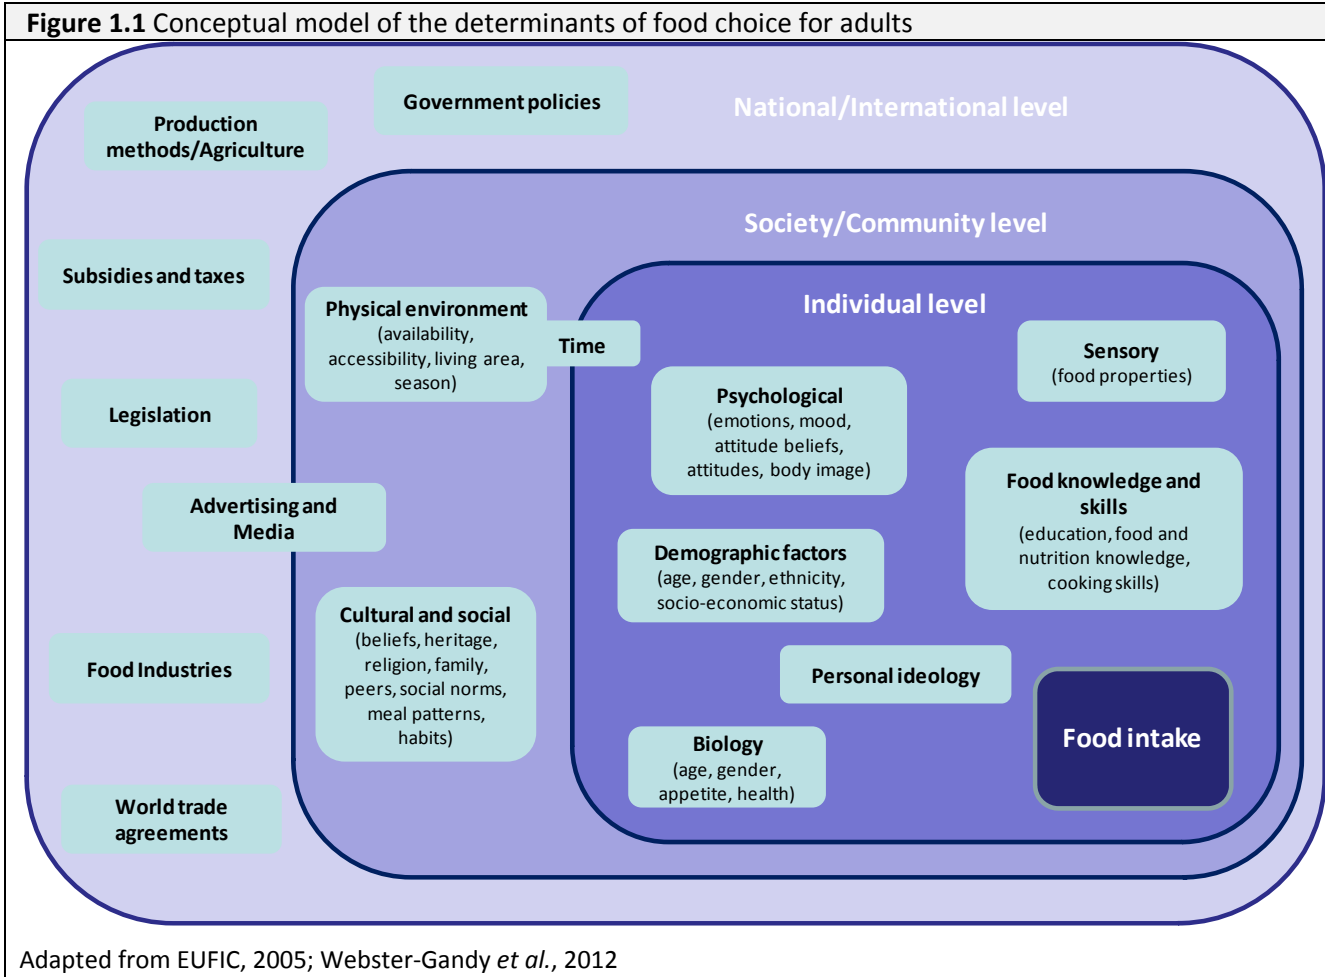 Figure 1.1 Conceptual model of the determinants of food choice for adults
Government policies
National/International level
Production
methods/Agriculture
Society/Community level
Subsidies and taxes
Physical environment
(availability,
accessibility, living area,
season)
Time
Individual level
Sensory
(food properties)
Legislation
Psychological
(emotions, mood,
attitude beliefs,
attitudes, body image)
Food knowledge and
skills
(education, food and
nutrition knowledge,
cooking skills)
Advertising and
Media
Demographic factors
(age, gender, ethnicity,
socio-economic status)
Cultural and social
(beliefs, heritage,
religion, family,
peers, social norms,
meal patterns,
habits)
Food Industries
Personal ideology
Food intake
Biology
(age, gender,
appetite, health)
World trade
agreements
Adapted from EUFIC, 2005; Webster-Gandy et al., 2012